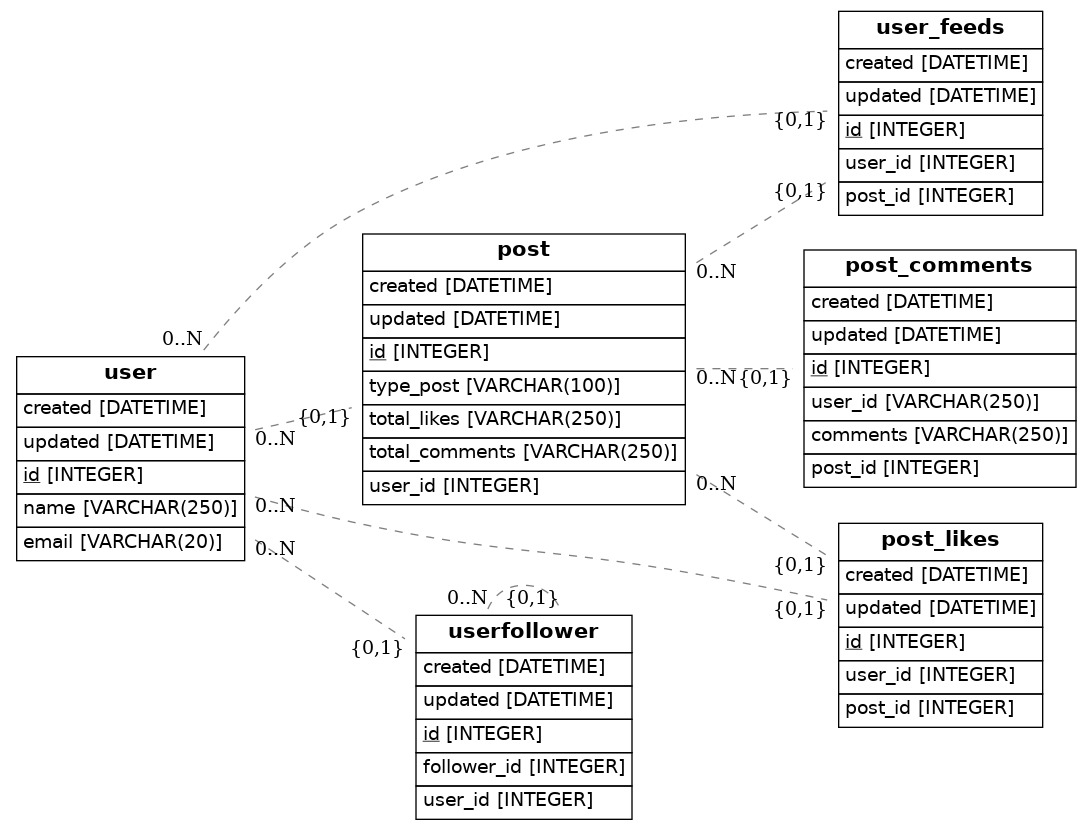 user_feeds
created [DATETIME]
updated [DATETIME]
id [INTEGER]
user_id [INTEGER]
post_id [INTEGER]
{0,1}
0..N
{0,1}
0..N
post
created [DATETIME]
updated [DATETIME]
id [INTEGER]
type_post [VARCHAR(100)]
total_likes [VARCHAR(250)]
total_comments [VARCHAR(250)]
user_id [INTEGER]
post_comments
created [DATETIME]
updated [DATETIME]
id [INTEGER]
user_id [VARCHAR(250)]
comments [VARCHAR(250)]
post_id [INTEGER]
0..N
{0,1}
user
created [DATETIME]
updated [DATETIME]
id [INTEGER]
name [VARCHAR(250)]
email [VARCHAR(20)]
{0,1}
0..N
0..N
0..N
0..N
{0,1}
{0,1}
post_likes
created [DATETIME]
updated [DATETIME]
id [INTEGER]
user_id [INTEGER]
post_id [INTEGER]
0..N
{0,1}
{0,1}
userfollower
created [DATETIME]
updated [DATETIME]
id [INTEGER]
follower_id [INTEGER]
user_id [INTEGER]